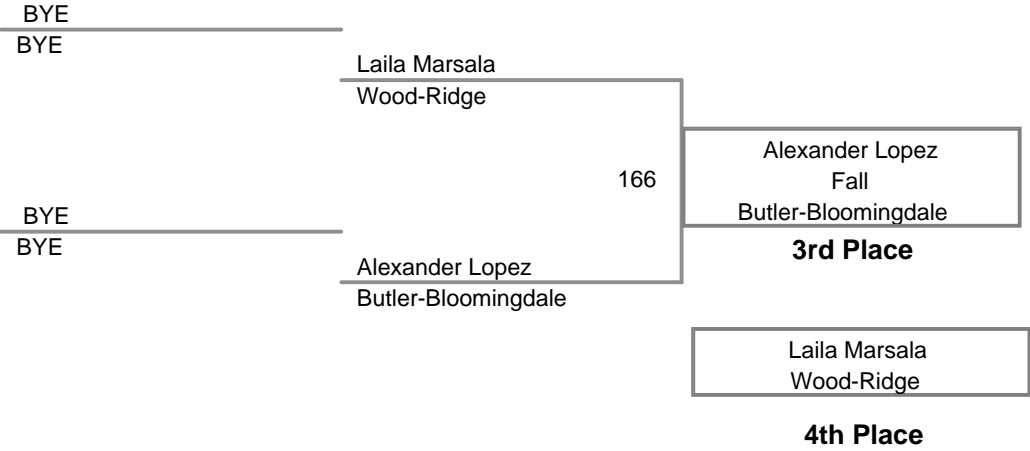 BYE
BYE
Laila Marsala
Wood-Ridge
166
Alexander Lopez
Fall
Butler-Bloomingdale
3rd Place
BYE
BYE
Alexander Lopez
Butler-Bloomingdale
Laila Marsala
Wood-Ridge
4th Place